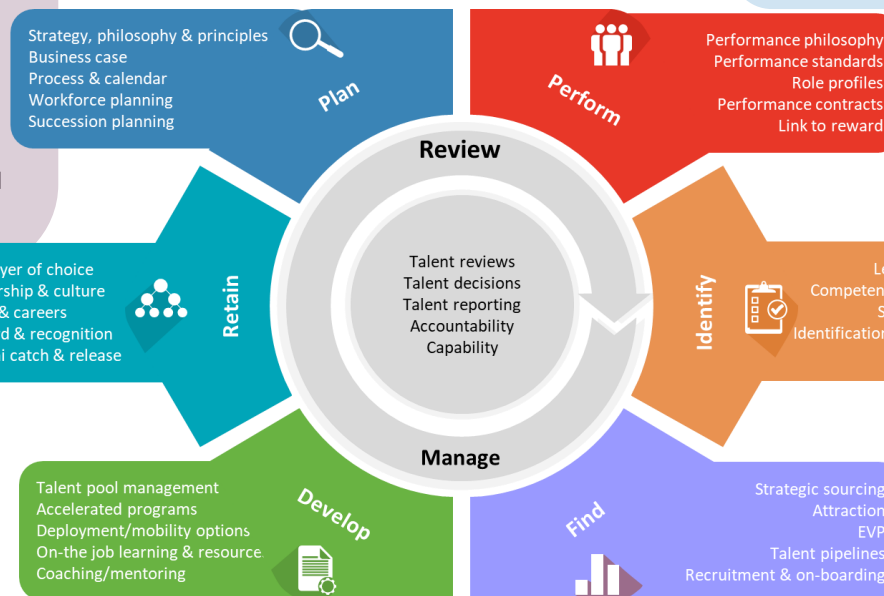 Strategy, philosophy & principles
Business case
Process & calendar
Workforce planning
Succession planning
Plan
Perform
Performance philosophy
Performance standards
Role profiles
Performance contracts
Link to reward
Review
Talent reviews
Talent decisions
Talent reporting
Accountability
Capability
Manage
of choice
& culture
& careers
& recognition
catch & release
Retain
Identify
Identification
Talent pool management
Accelerated programs
Deployment/mobility options
On-the job learning & resource
Coaching/mentoring
Develop
Find
Strategic sourcing
Attraction
EVP
Talent pipelines
Recruitment & on-boarding